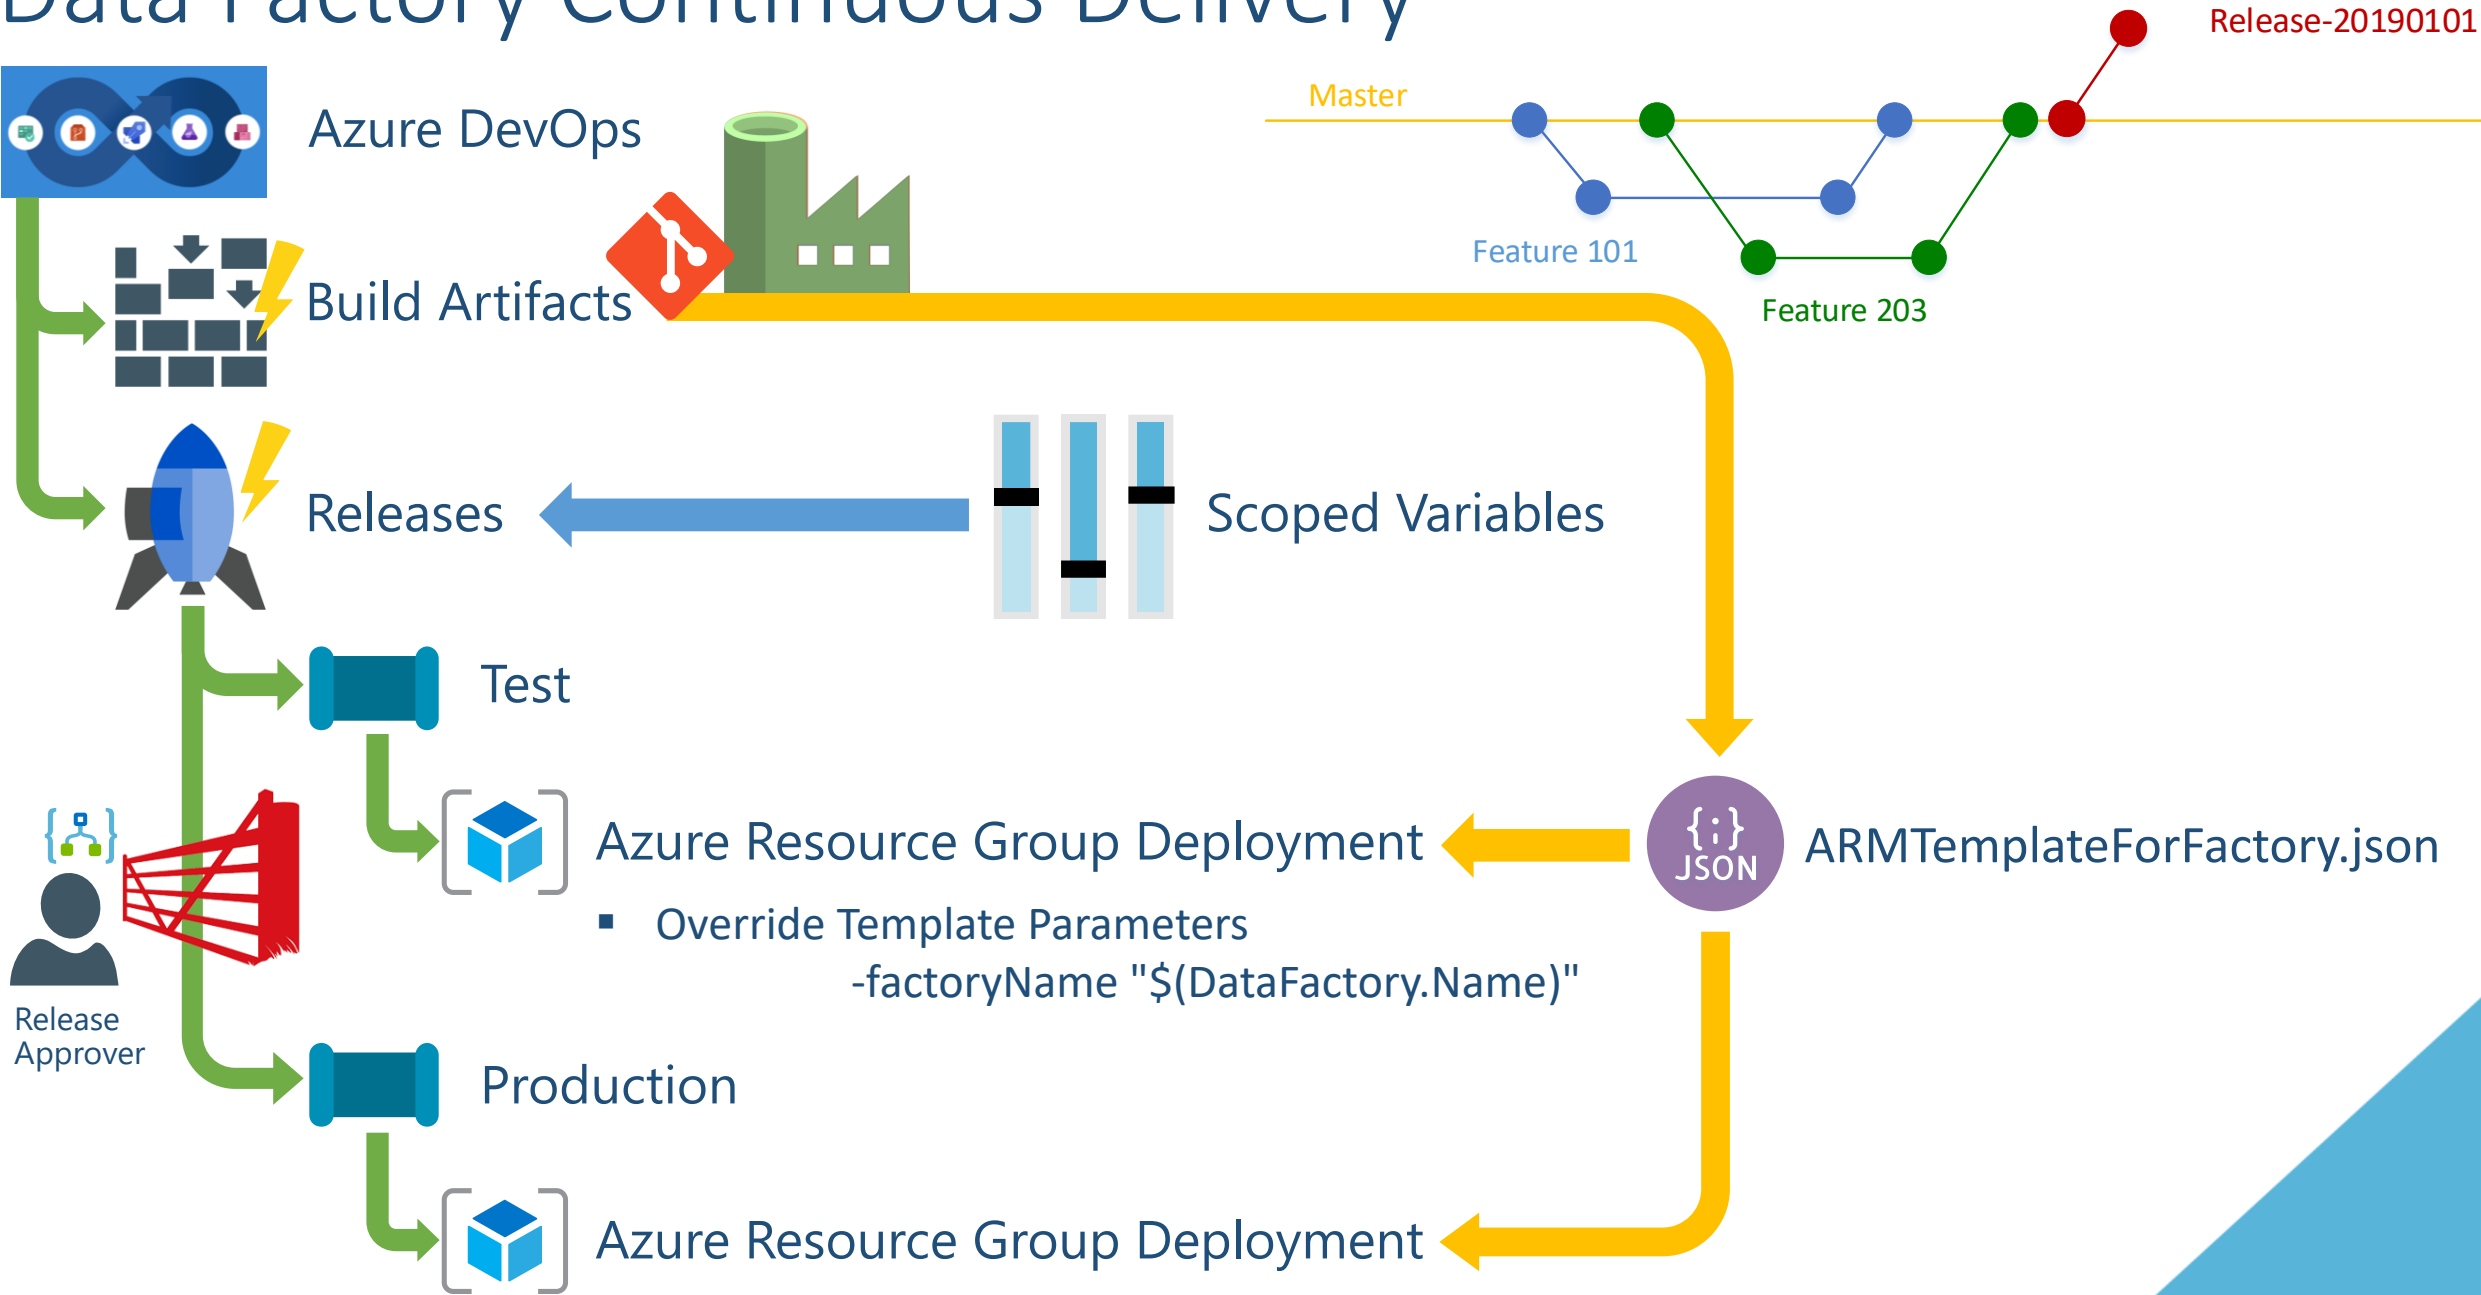 Data Factory Continuous Delivery
Release-20190101
Master
Azure DevOps
Feature 101
Build Artifacts
Feature 203
Releases
Scoped Variables
Test
Azure Resource Group Deployment
{;}
JSON
ARMTemplateForFactory.json
▪ Override Template Parameters
-factoryName "$(DataFactory.Name)"
Release
Approver
Production
Azure Resource Group Deployment